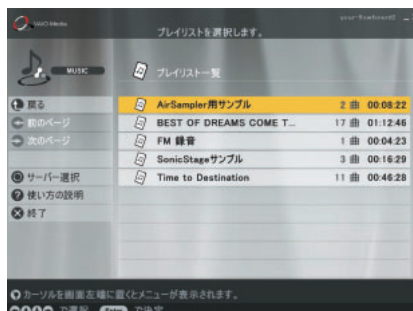 VAIO Media
プレイリストを選択します。
MUSIC
プレイリスト一覧
戻る
前のページ
次のページ
サーバー選択
使い方の説明
終了
AirSampler用サンプル 2 曲 00:08:22
BEST OF DREAMS COME T... 17 曲 01:12:46
FM 録音 1 曲 00:04:23
SonicStageサンプル 3 曲 00:16:29
Time to Destination 11 曲 00:46:28
カーソルを画面左端に置くとメニューが表示されます。
で選択 で決定